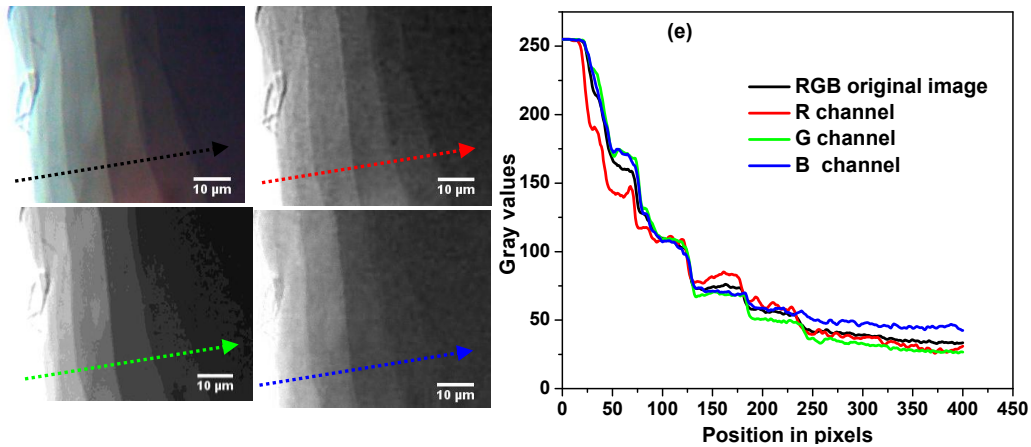 10 µm
10 µm
10 µm
10 µm
(e)
RGB original image
R channel
G channel
B channel
Gray values
250
200
150
100
50
0
0 50 100 150 200 250 300 350 400 450
Position in pixels